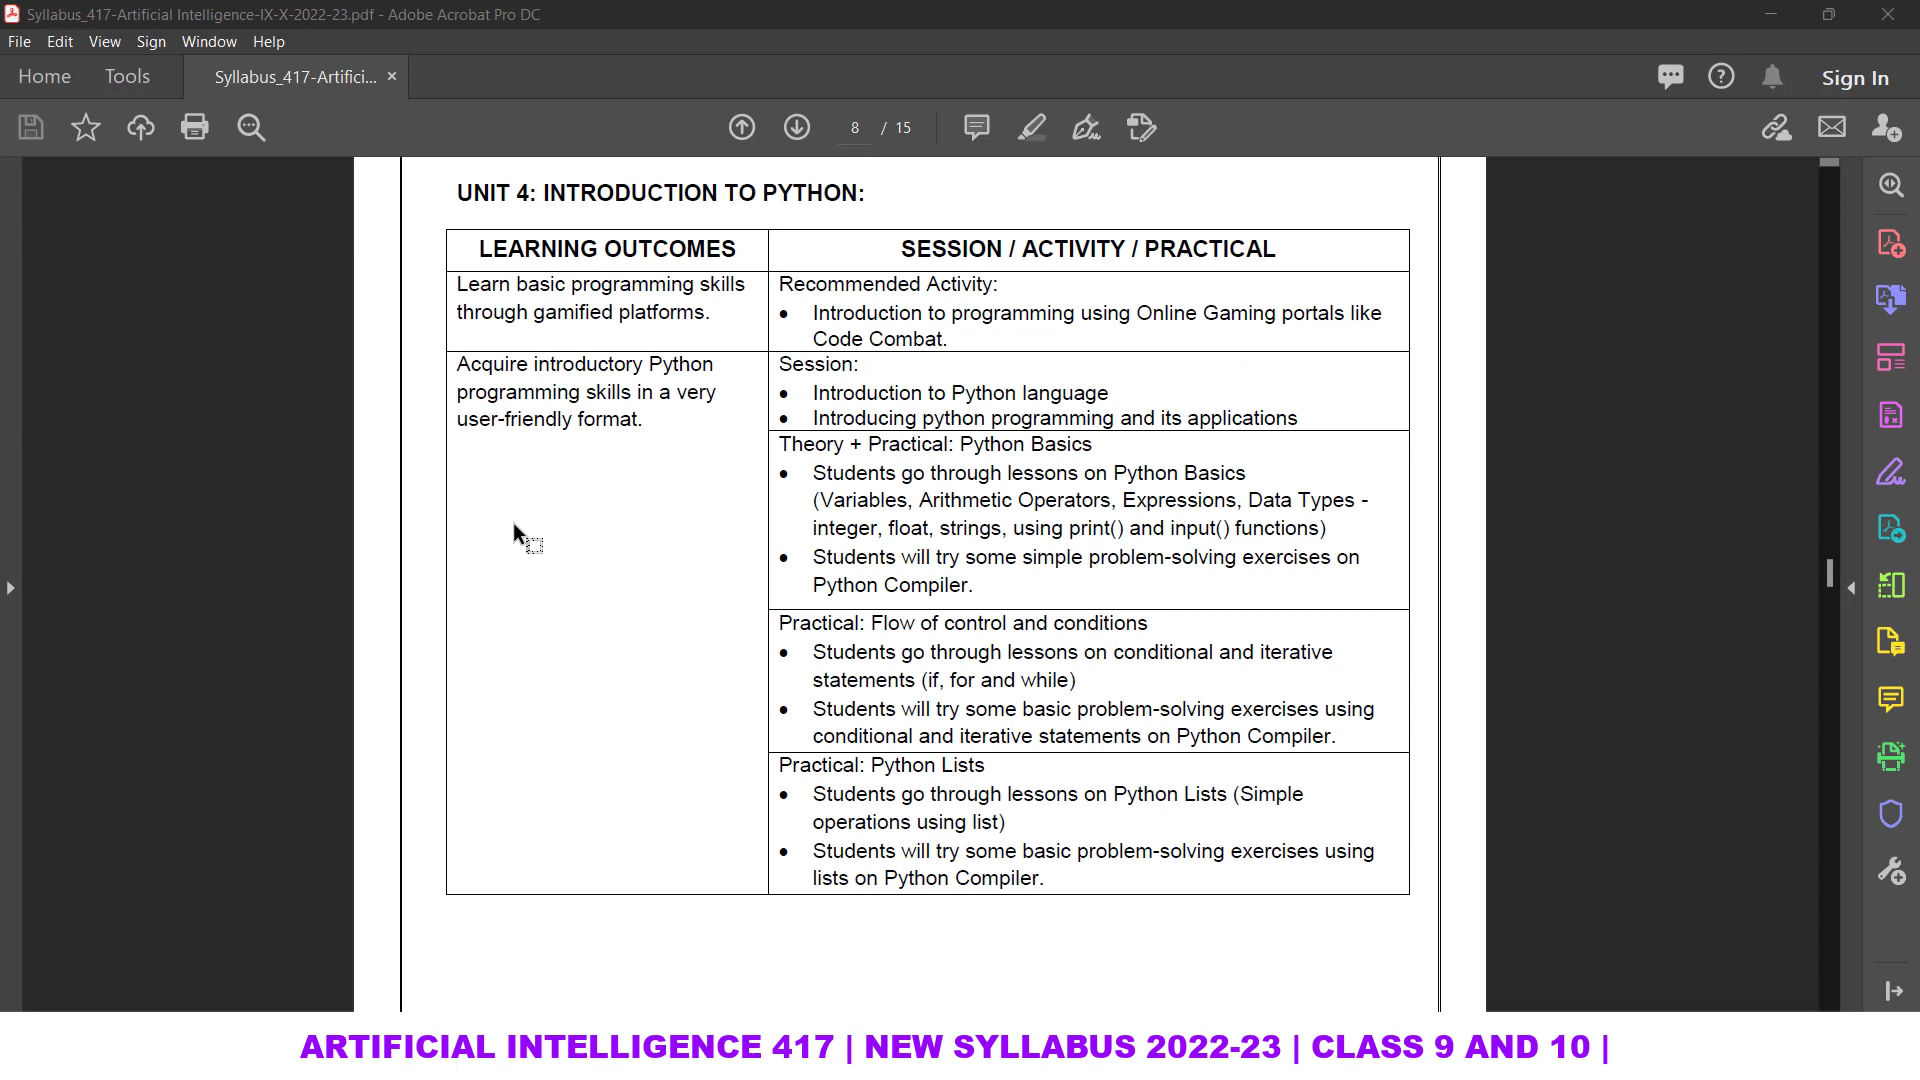 Syllabus_417-Artificial Intelligence-IX-X-2022-23.pdf - Adobe Acrobat Pro DC
File Edit View Sign Window Help
Home Tools Syllabus_417-Artifici... × Sign In
8 / 15
UNIT 4: INTRODUCTION TO PYTHON:
LEARNING OUTCOMES SESSION / ACTIVITY / PRACTICAL
Learn basic programming skills
through gamified platforms.
Recommended Activity:
• Introduction to programming using Online Gaming portals like
Code Combat.
Acquire introductory Python
programming skills in a very
user-friendly format.
Session:
• Introduction to Python language
• Introducing python programming and its applications
Theory + Practical: Python Basics
• Students go through lessons on Python Basics
(Variables, Arithmetic Operators, Expressions, Data Types -
integer, float, strings, using print() and input() functions)
• Students will try some simple problem-solving exercises on
Python Compiler.
Practical: Flow of control and conditions
• Students go through lessons on conditional and iterative
statements (if, for and while)
• Students will try some basic problem-solving exercises using
conditional and iterative statements on Python Compiler.
Practical: Python Lists
• Students go through lessons on Python Lists (Simple
operations using list)
• Students will try some basic problem-solving exercises using
lists on Python Compiler.
ARTIFICIAL INTELLIGENCE 417 | NEW SYLLABUS 2022-23 | CLASS 9 AND 10 |